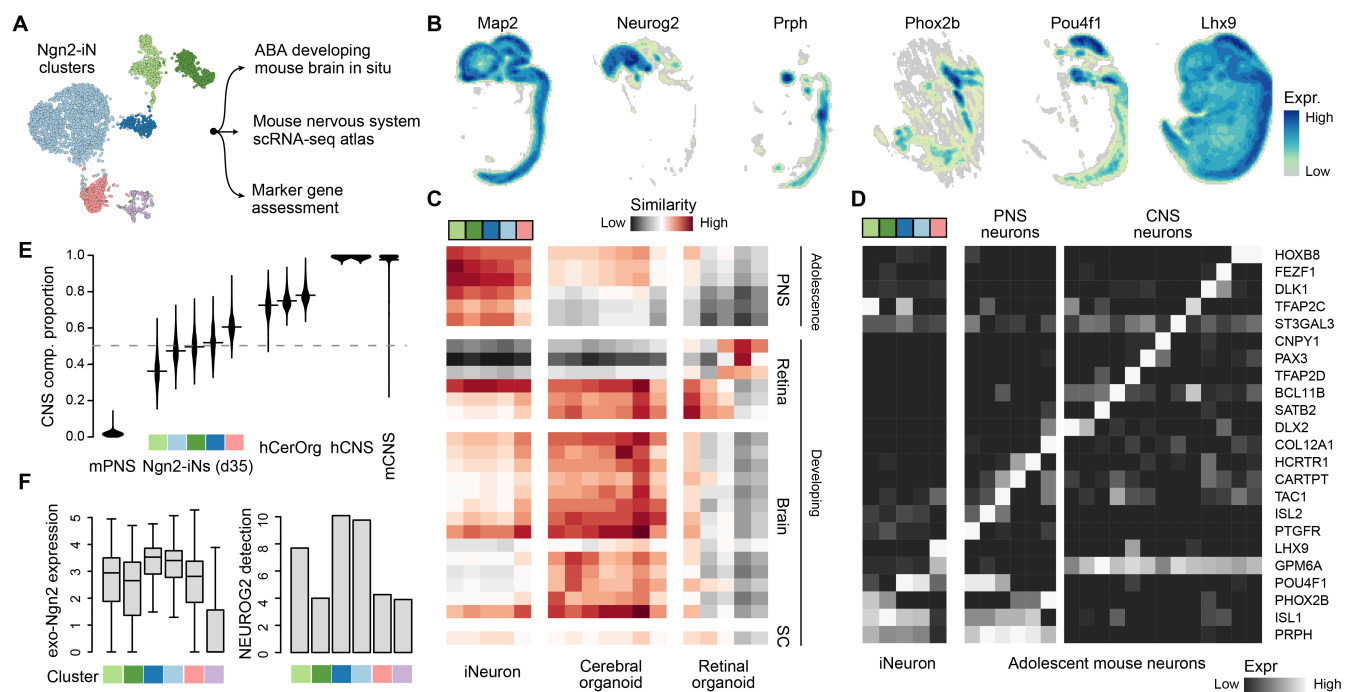 A
Ngn2-iN
clusters
ABA developing
mouse brain in situ
Mouse nervous system
scRNA-seq atlas
Marker gene
assessment
B
Map2
Neurog2
Prph
Phox2b
Pou4f1
Lhx9
Expr.
High
Low
C
Similarity
Low
High
PNS
Adolescence
Retina
Brain
SC
Developing
iNeuron
Cerebral
organoid
Retinal
organoid
D
PNS
neurons
CNS
neurons
HOXB8
FEZF1
DLK1
TFAP2C
ST3GAL3
CNPY1
PAX3
TFAP2D
BCL11B
SATB2
DLX2
COL12A1
HCRTR1
CARTPT
TAC1
ISL2
PTGFR
LHX9
GPM6A
POU4F1
PHOX2B
ISL1
PRPH
iNeuron
Adolescent mouse neurons
Expr
Low
High
E
CNS comp. proportion
1.0
0.8
0.6
0.4
0.2
0.0
mPNS
Ngn2-iNs (d35)
hCerOrg
hCNS
mCNS
F
exo-Ngn2 expression
5
4
3
2
1
0
Cluster
NEUROG2 detection
10
8
6
4
2
0